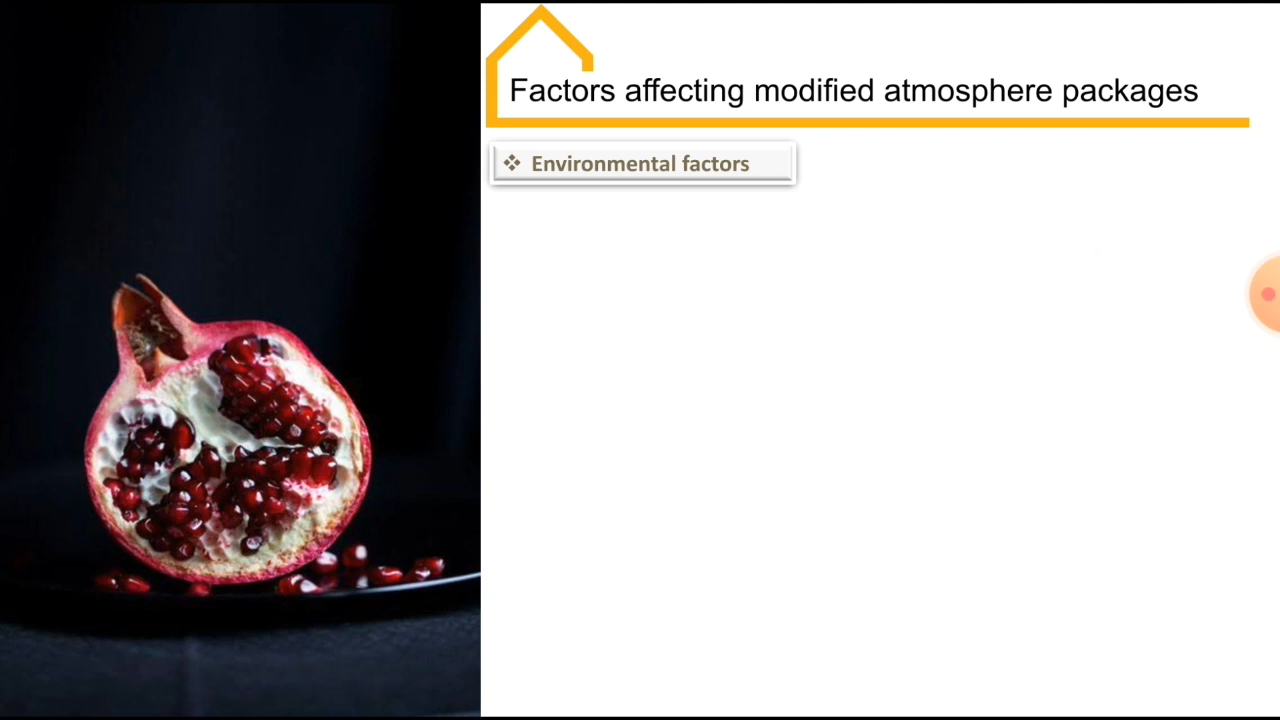 Factors affecting modified atmosphere packages
❖ Environmental factors